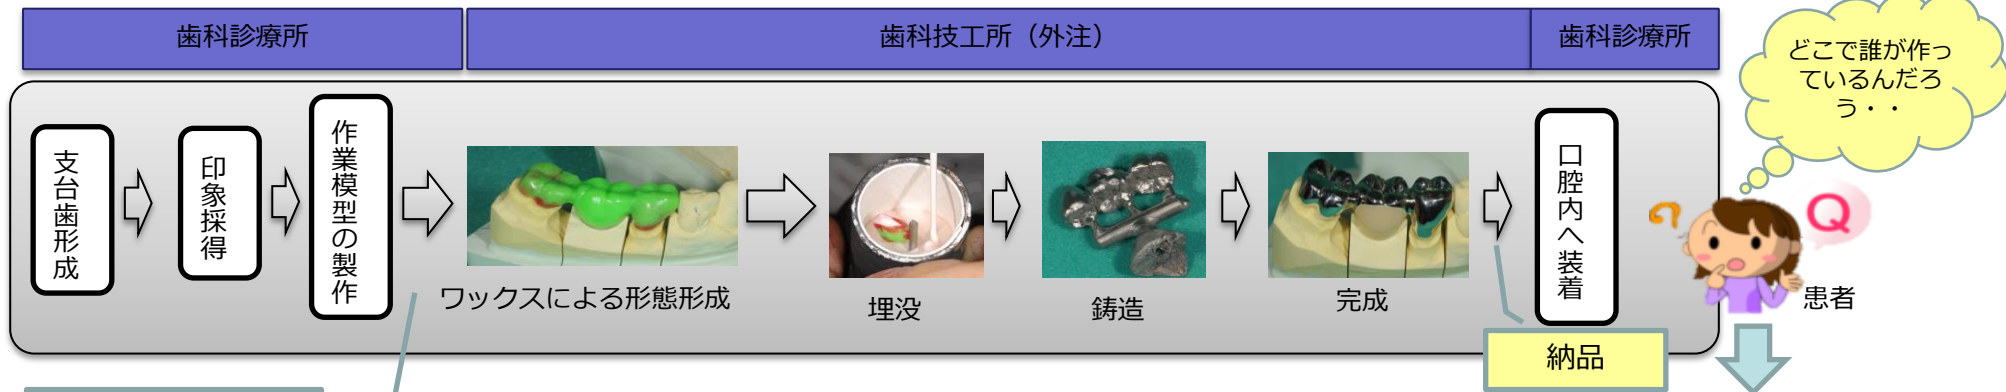 歯科診療所
歯科技工所（外注）
歯科診療所
どこで誰が作っ
ているんだろ
う・・
支台歯形成
印象採得
作業模型の製作
ワックスによる形態形成
埋没
鋳造
完成
口腔内へ装着
Q
患者
納品